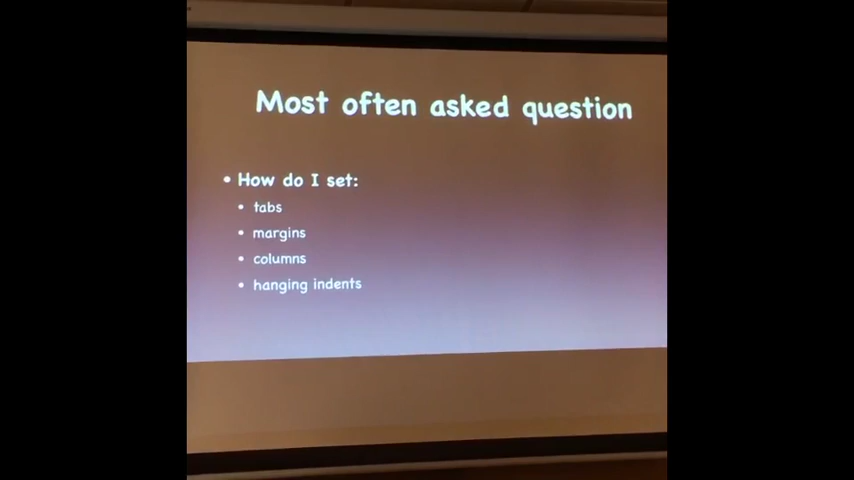 Most often asked question
• How do I set:
• tabs
• margins
• columns
• hanging indents